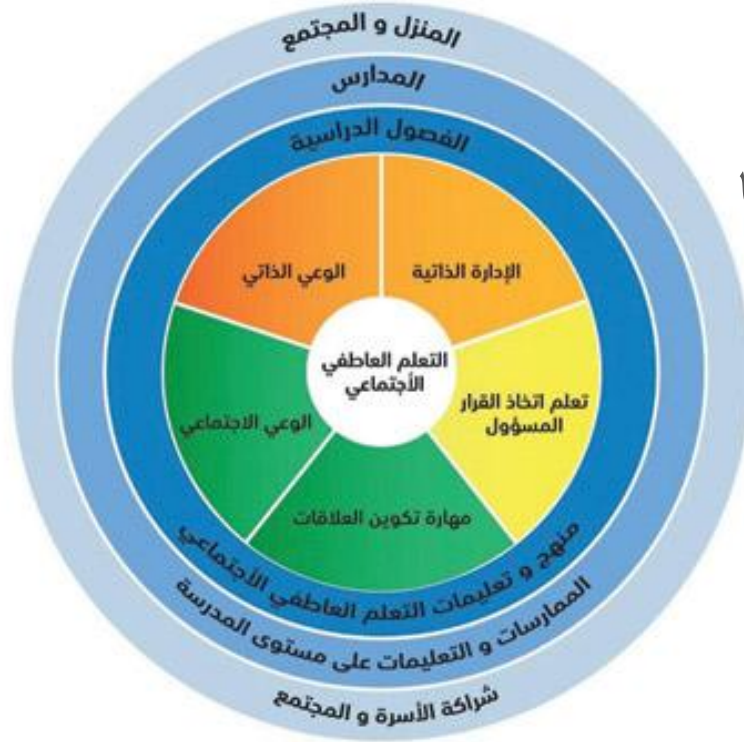 المنزل و المجتمع
المدارس
الفصول الدراسية
الوعي الذاتي
الإدارة الذاتية
التعلم العاطفي
الأجتماعي
تعلم اتخاذ القرار
المسؤول
الوعي الاجتماعي
مهارة تكوين العلاقات
منهج و تعليمات التعلم العاطفي الأجتماعي
الممارسات و التعليمات على مستوى المدرسة
شراكة الأسرة و المجتمع